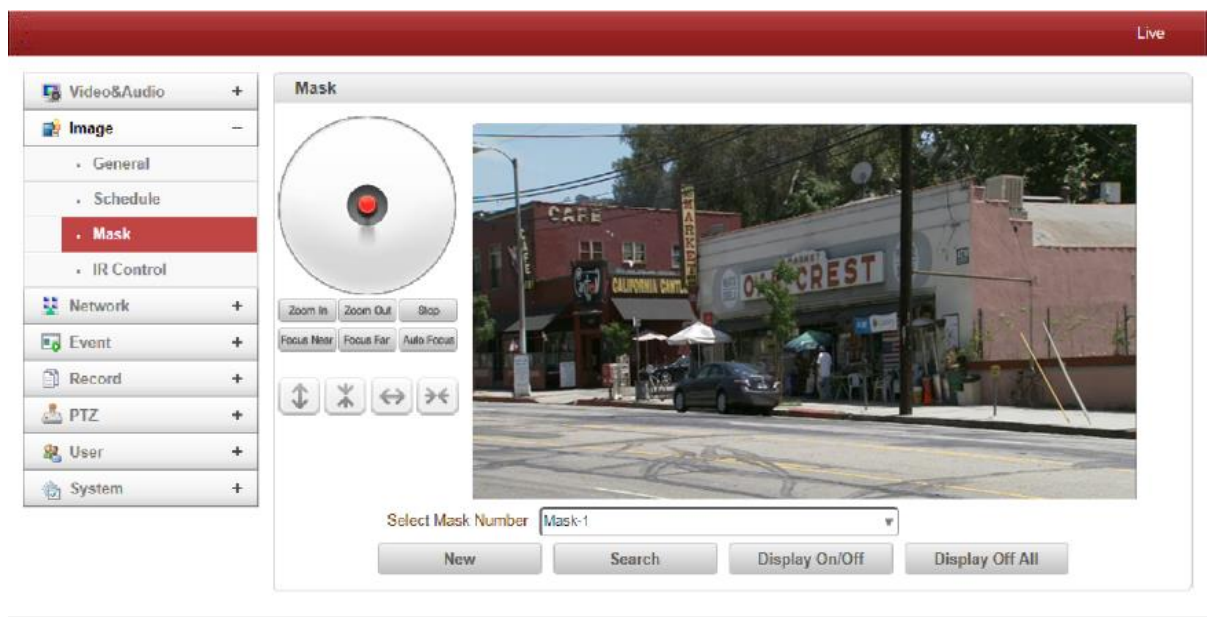 Live
Video&Audio +
Image −
General
Schedule
Mask
IR Control
Network +
Event +
Record +
PTZ +
User +
System +
Mask
Zoom In Zoom Out Stop
Focus Near Focus Far Auto Focus
CAFE
CAFE
MARKET
CALIFORNIA
MARKET
CREST
Select Mask Number Mask-1
New Search Display On/Off Display Off All